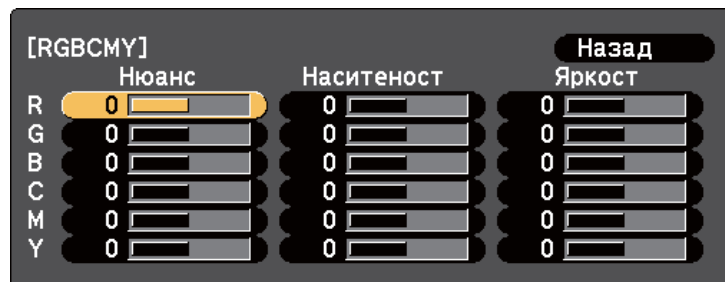 [RGBCMY] Назад
Нюанс Наситеност Яркост
R 0 0 0
G 0 0 0
B 0 0 0
C 0 0 0
M 0 0 0
Y 0 0 0